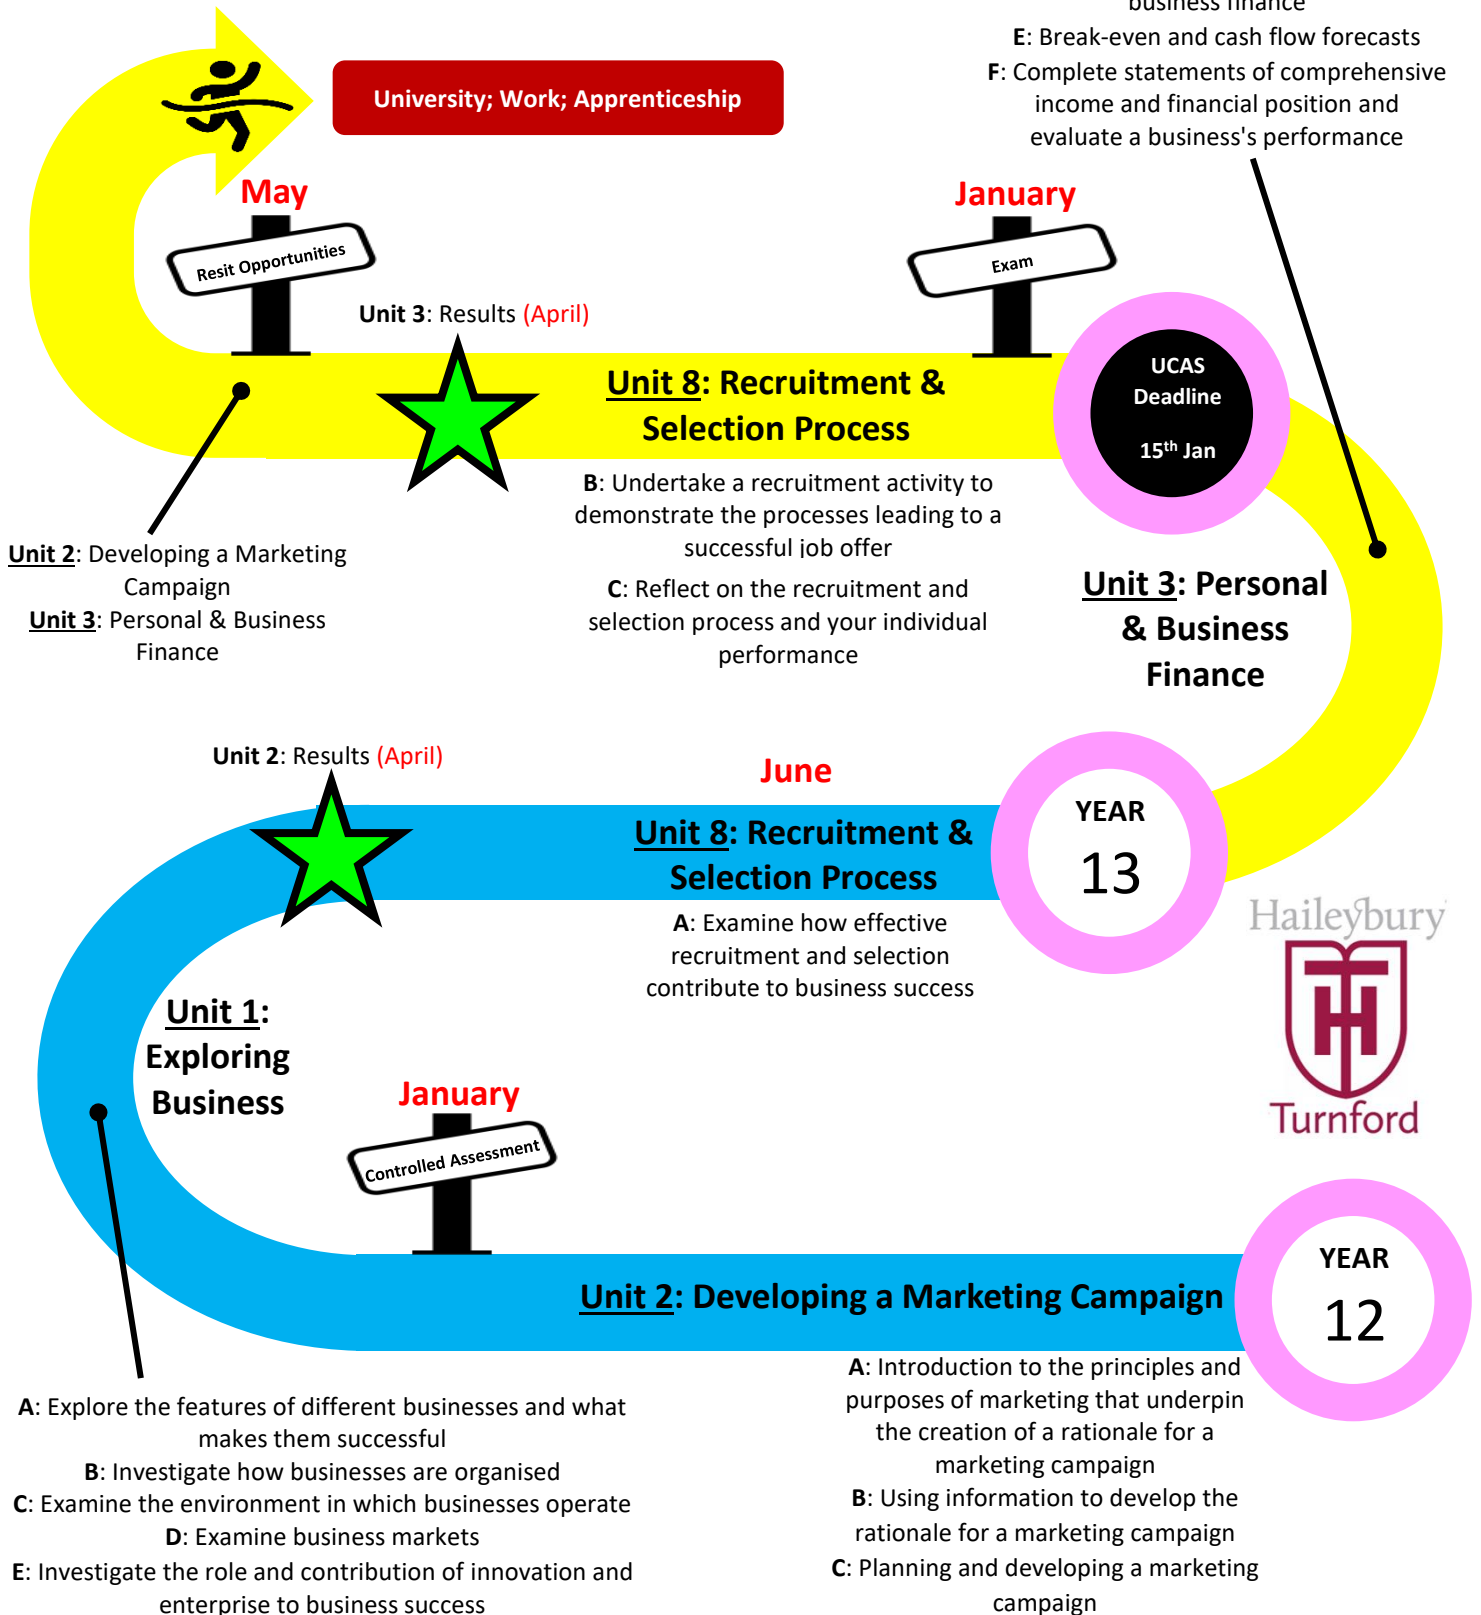 business finance
E: Break-even and cash flow forecasts
F: Complete statements of comprehensive
income and financial position and
evaluate a business's performance
University; Work; Apprenticeship
May
Resit Opportunities
January
Exam
Unit 3: Results (April)
UCAS
Deadline
15th Jan
Unit 8: Recruitment &
Selection Process
B: Undertake a recruitment activity to
demonstrate the processes leading to a
successful job offer
C: Reflect on the recruitment and
selection process and your individual
performance
Unit 2: Developing a Marketing
Campaign
Unit 3: Personal & Business
Finance
Unit 3: Personal
& Business
Finance
Unit 2: Results (April)
June
Unit 8: Recruitment &
Selection Process
A: Examine how effective
recruitment and selection
contribute to business success
YEAR
13
Haileybury
TH
Turnford
Unit 1:
Exploring
Business
January
Controlled Assessment
Unit 2: Developing a Marketing Campaign
YEAR
12
A: Explore the features of different businesses and what
makes them successful
B: Investigate how businesses are organised
C: Examine the environment in which businesses operate
D: Examine business markets
E: Investigate the role and contribution of innovation and
enterprise to business success
A: Introduction to the principles and
purposes of marketing that underpin
the creation of a rationale for a
marketing campaign
B: Using information to develop the
rationale for a marketing campaign
C: Planning and developing a marketing
campaign